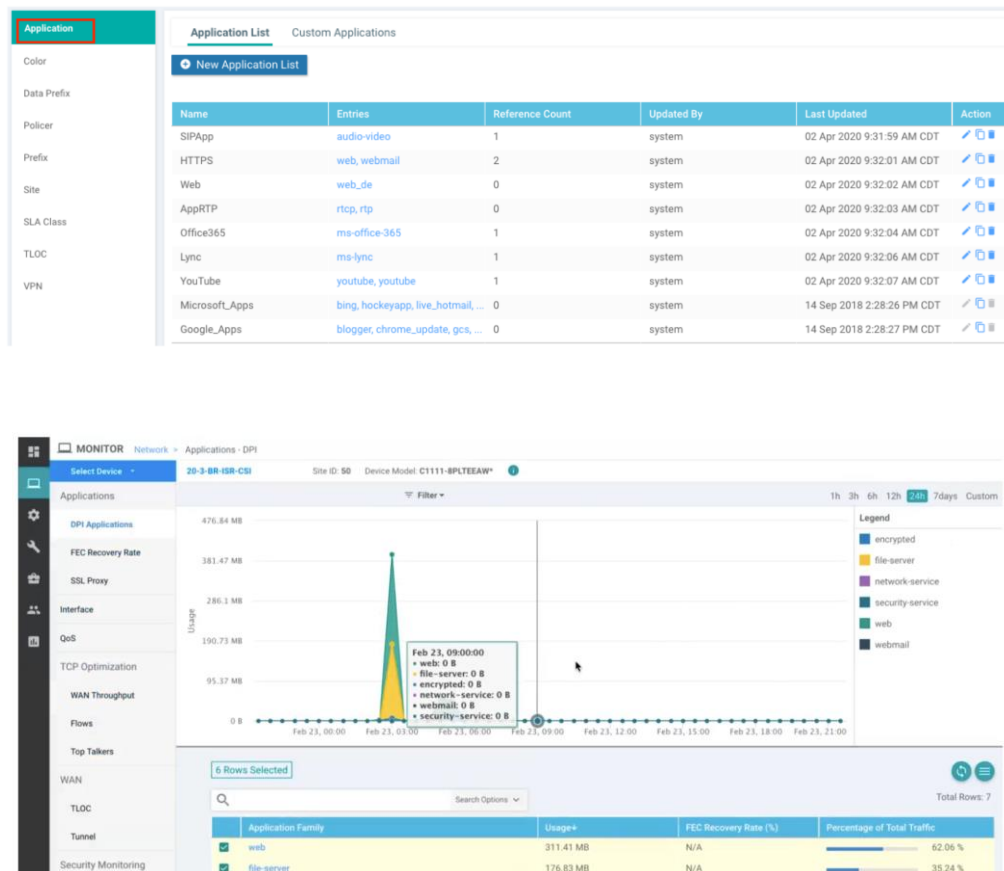 Application
Color
Data Prefix
Policer
Prefix
Site
SLA Class
TLOC
VPN
Application List Custom Applications
New Application List
Name Entries Reference Count Updated By Last Updated Action
SIPApp audio-video 1 system 02 Apr 2020 9:31:59 AM CDT
HTTPS web, webmail 2 system 02 Apr 2020 9:32:01 AM CDT
Web web_de 0 system 02 Apr 2020 9:32:02 AM CDT
AppRTP rtcp, rtp 0 system 02 Apr 2020 9:32:03 AM CDT
Office365 ms-office-365 1 system 02 Apr 2020 9:32:04 AM CDT
Lync ms-lync 1 system 02 Apr 2020 9:32:06 AM CDT
YouTube youtube, youtube 1 system 02 Apr 2020 9:32:07 AM CDT
Microsoft_Apps bing, hockeyapp, live_hotmail, ... 0 system 14 Sep 2018 2:28:26 PM CDT
Google_Apps blogger, chrome_update, gcs, ... 0 system 14 Sep 2018 2:28:27 PM CDT
MONITOR Network > Applications - DPI
Select Device 20-3-BR-ISR-CSI Site ID: 50 Device Model: C1111-8PLTEEAW*
Applications
DPI Applications
FEC Recovery Rate
SSL Proxy
Interface
QoS
TCP Optimization
WAN Throughput
Flows
Top Talkers
WAN
TLOC
Tunnel
Security Monitoring
Filter
1h 3h 6h 12h 24h 7days Custom
476.84 MB
381.47 MB
286.1 MB
190.73 MB
95.37 MB
0 B
Usage
Feb 23, 09:00:00
web: 0 B
file-server: 0 B
encrypted: 0 B
network-service: 0 B
webmail: 0 B
security-service: 0 B
Feb 23, 00:00 Feb 23, 03:00 Feb 23, 06:00 Feb 23, 09:00 Feb 23, 12:00 Feb 23, 15:00 Feb 23, 18:00 Feb 23, 21:00
Legend
encrypted
file-server
network-service
security-service
web
webmail
6 Rows Selected
Search Options Total Rows: 7
Application Family Usage FEC Recovery Rate (%) Percentage of Total Traffic
web 311.41 MB N/A 62.06 %
file-server 176.83 MB N/A 35.24 %